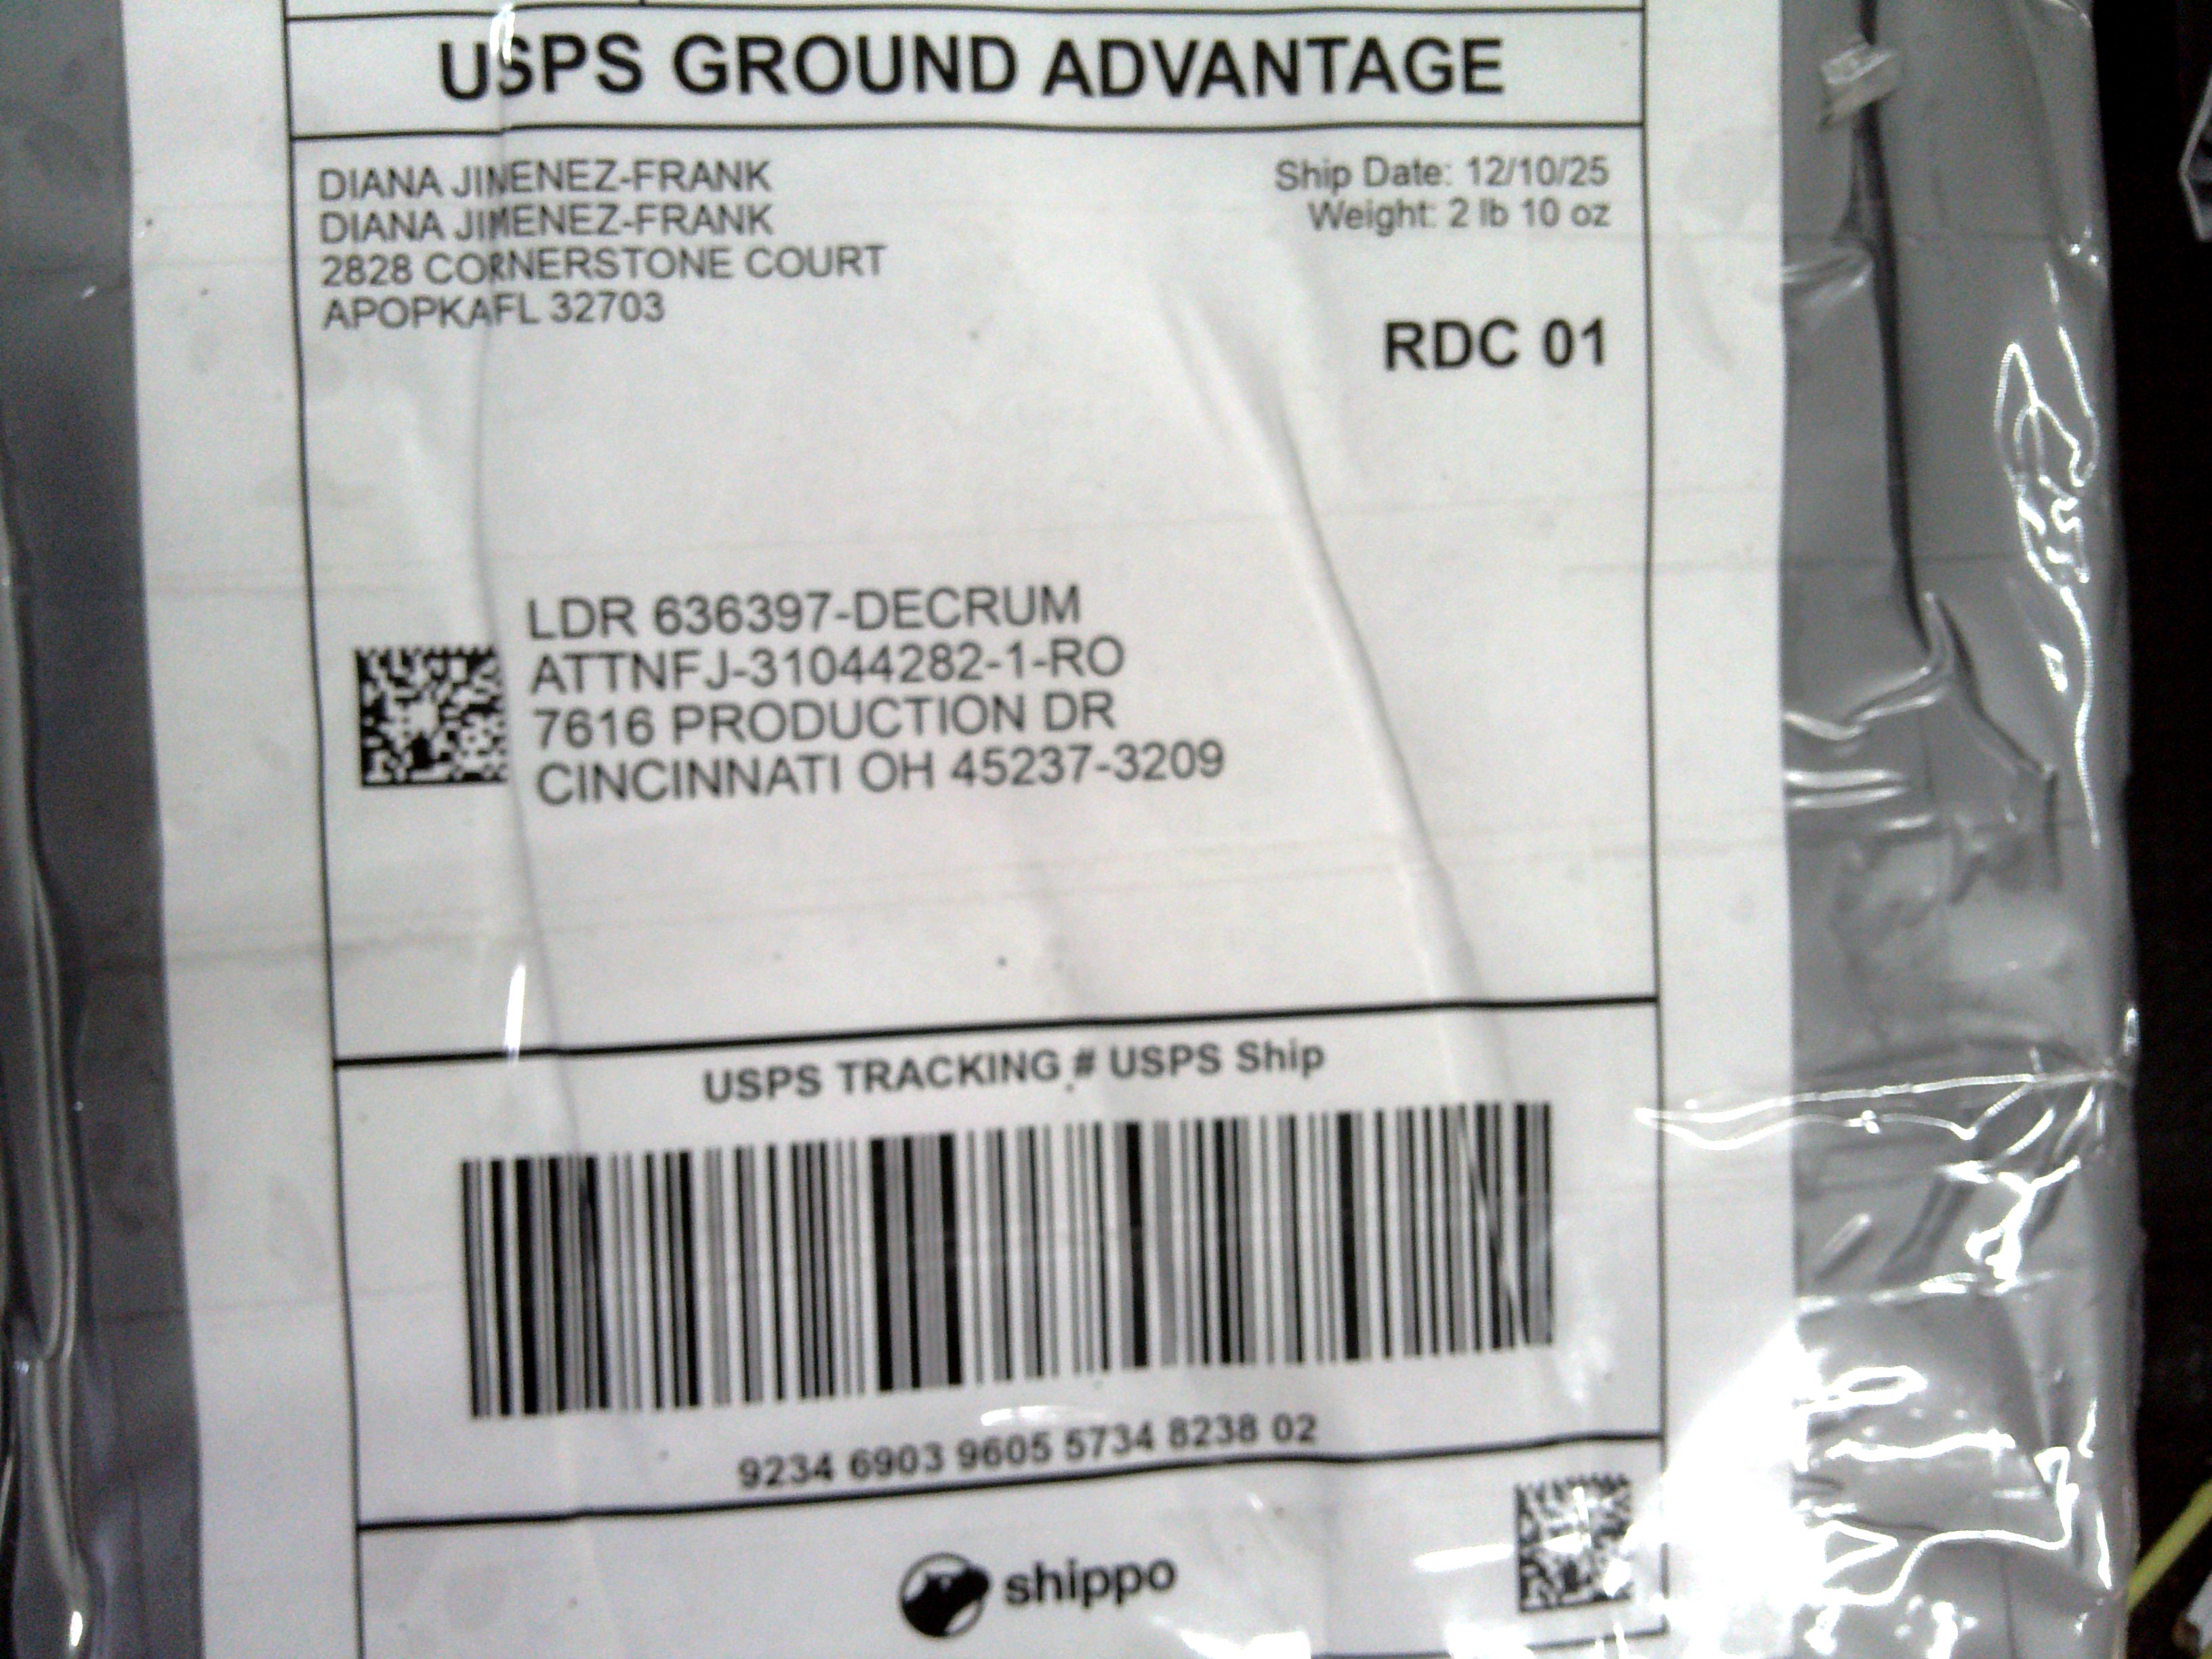 USPS GROUND ADVANTAGE
DIANA JIMENEZ-FRANK
DIANA JIMENEZ-FRANK
2828 CORNERSTONE COURT
APOPKAFL 32703
Ship Date: 12/10/25
Weight: 2 lb 10 oz
RDC 01
LDR 636397-DECRUM
ATTNFJ-31044282-1-RO
7616 PRODUCTION DR
CINCINNATI OH 45237-3209
USPS TRACKING # USPS Ship
9234 6903 9605 5734 8238 02
shippo